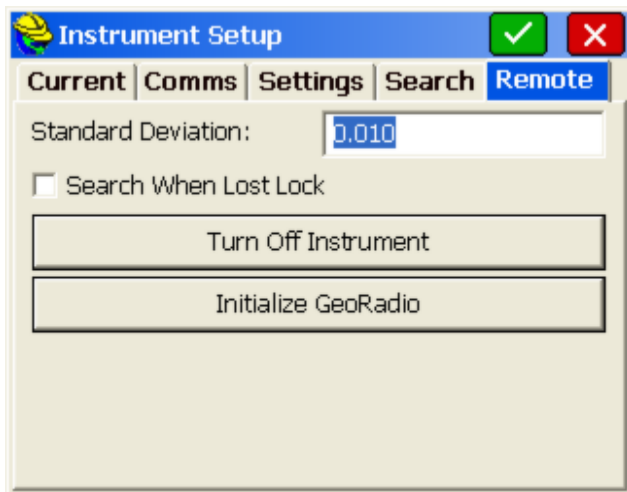 Instrument Setup
Current Comms Settings Search Remote
Standard Deviation: 0.010
Search When Lost Lock
Turn Off Instrument
Initialize GeoRadio